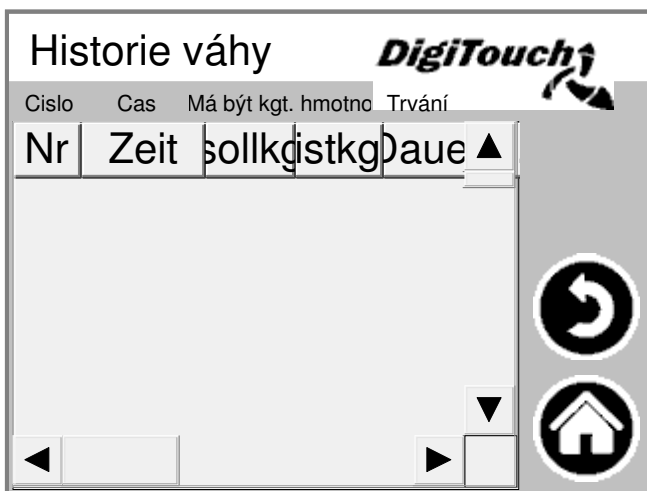 Historie váhy DigiTouch
Cislo Cas Má být kgt. hmotno Trvání
Nr Zeit sollkg istkg Daue